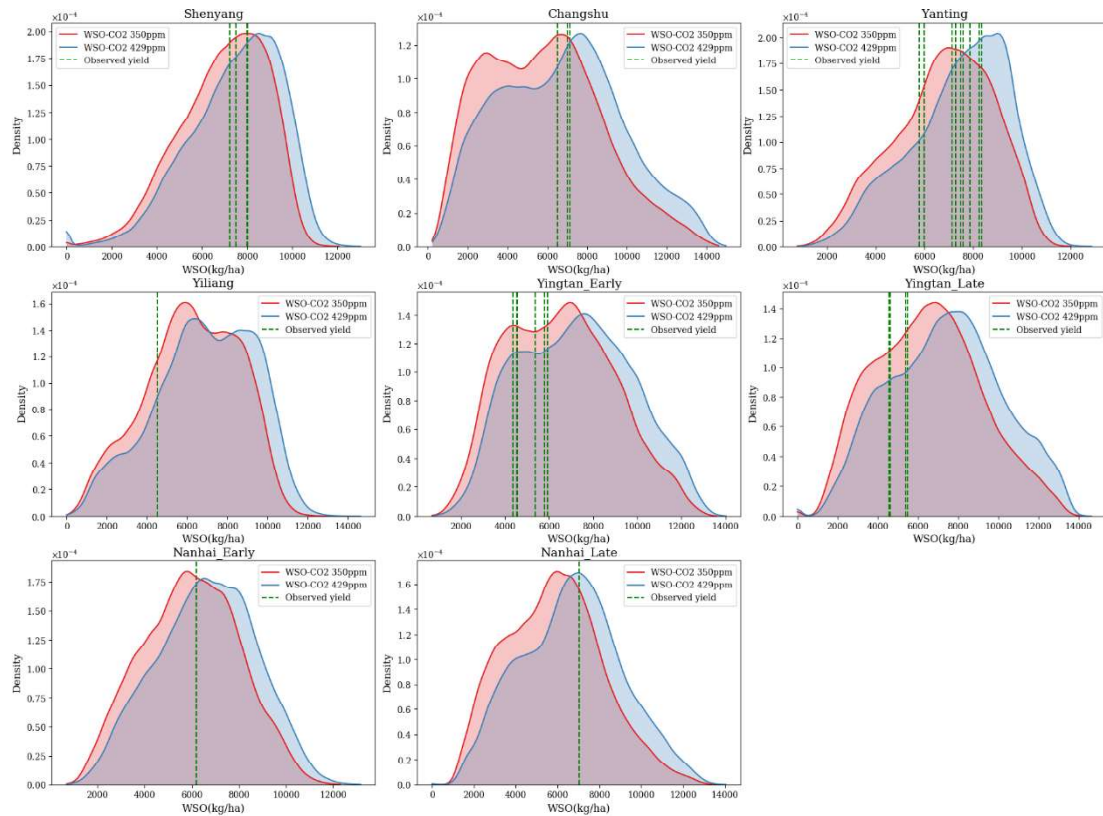 Shenyang
×10⁻⁴
WSO-CO2 350ppm
WSO-CO2 429ppm
Observed yield
2.00
1.75
1.50
1.25
1.00
0.75
0.50
0.25
0.00
Density
0 2000 4000 6000 8000 10000 12000
WSO(kg/ha)
Changshu
×10⁻⁴
WSO-CO2 350ppm
WSO-CO2 429ppm
Observed yield
1.2
1.0
0.8
0.6
0.4
0.2
0.0
Density
0 2000 4000 6000 8000 10000 12000 14000
WSO(kg/ha)
Yanting
×10⁻⁴
WSO-CO2 350ppm
WSO-CO2 429ppm
Observed yield
2.00
1.75
1.50
1.25
1.00
0.75
0.50
0.25
0.00
Density
2000 4000 6000 8000 10000 12000
WSO(kg/ha)
Yiliang
×10⁻⁴
WSO-CO2 350ppm
WSO-CO2 429ppm
Observed yield
1.6
1.4
1.2
1.0
0.8
0.6
0.4
0.2
0.0
Density
0 2000 4000 6000 8000 10000 12000 14000
WSO(kg/ha)
Yingtan_Early
×10⁻⁴
WSO-CO2 350ppm
WSO-CO2 429ppm
Observed yield
1.4
1.2
1.0
0.8
0.6
0.4
0.2
0.0
Density
2000 4000 6000 8000 10000 12000 14000
WSO(kg/ha)
Yingtan_Late
×10⁻⁴
WSO-CO2 350ppm
WSO-CO2 429ppm
Observed yield
1.4
1.2
1.0
0.8
0.6
0.4
0.2
0.0
Density
0 2000 4000 6000 8000 10000 12000 14000
WSO(kg/ha)
Nanhai_Early
×10⁻⁴
WSO-CO2 350ppm
WSO-CO2 429ppm
Observed yield
1.75
1.50
1.25
1.00
0.75
0.50
0.25
0.00
Density
2000 4000 6000 8000 10000 12000
WSO(kg/ha)
Nanhai_Late
×10⁻⁴
WSO-CO2 350ppm
WSO-CO2 429ppm
Observed yield
1.6
1.4
1.2
1.0
0.8
0.6
0.4
0.2
0.0
Density
0 2000 4000 6000 8000 10000 12000 14000
WSO(kg/ha)